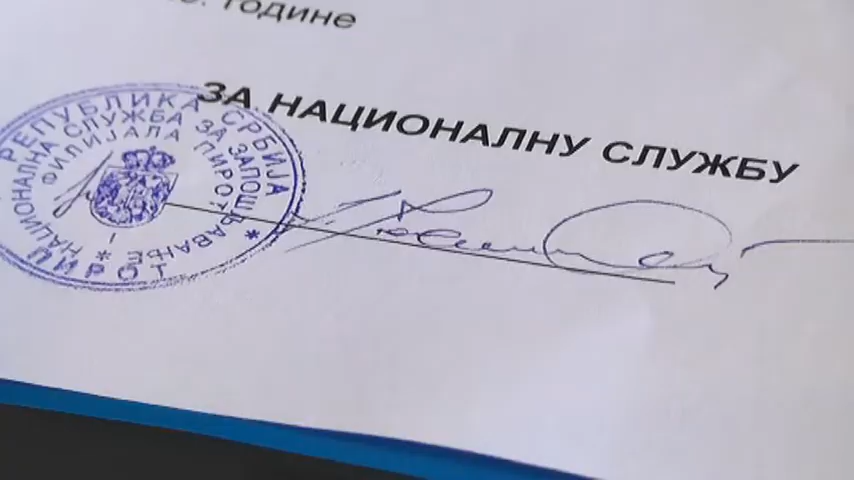 године
ЗА НАЦИОНАЛНУ СЛУЖБУ
РЕПУБЛИКА СРБИЈА
НАЦИОНАЛНА СЛУЖБА ЗА ЗАПОШЉАВАЊЕ
ФИЛИЈАЛА ПИРОТ
* ПИРОТ *
I